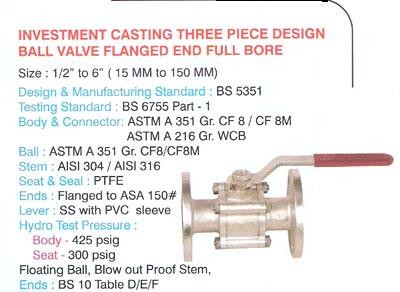 INVESTMENT CASTING THREE PIECE DESIGN
BALL VALVE FLANGED END FULL BORE
Size : 1/2" to 6" ( 15 MM to 150 MM)
Design & Manufacturing Standard : BS 5351
Testing Standard : BS 6755 Part - 1
Body & Connector: ASTM A 351 Gr. CF 8 / CF 8M
ASTM A 216 Gr. WCB
Ball : ASTM A 351 Gr. CF8/CF8M
Stem : AISI 304 / AISI 316
Seat & Seal : PTFE
Ends : Flanged to ASA 150#
Lever : SS with PVC sleeve
Hydro Test Pressure :
Body - 425 psig
Seat - 300 psig
Floating Ball, Blow out Proof Stem,
Ends : BS 10 Table D/E/F